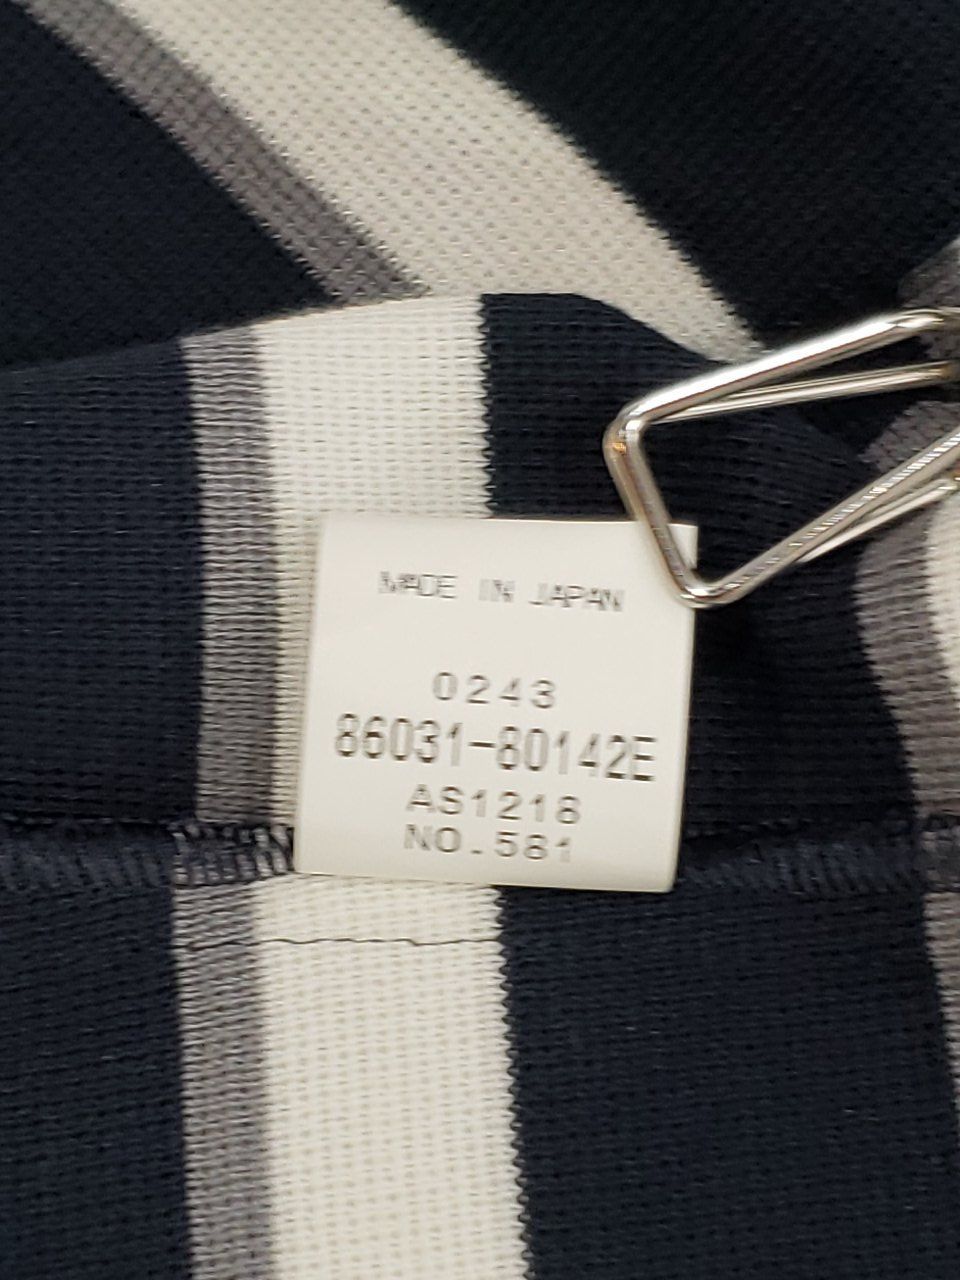 MADE IN JAPAN
0243
86031-80142E
AS1218
NO.581